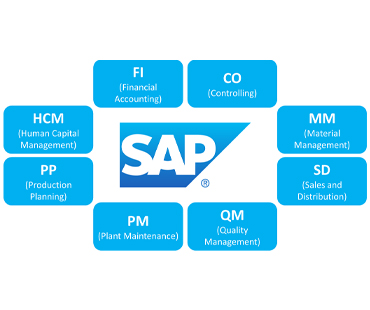 FI
(Financial
Accounting)
CO
(Controlling)
HCM
(Human Capital
Management)
MM
(Material
Management)
SAP
®
PP
(Production
Planning)
SD
(Sales and
Distribution)
PM
(Plant Maintenance)
QM
(Quality
Management)